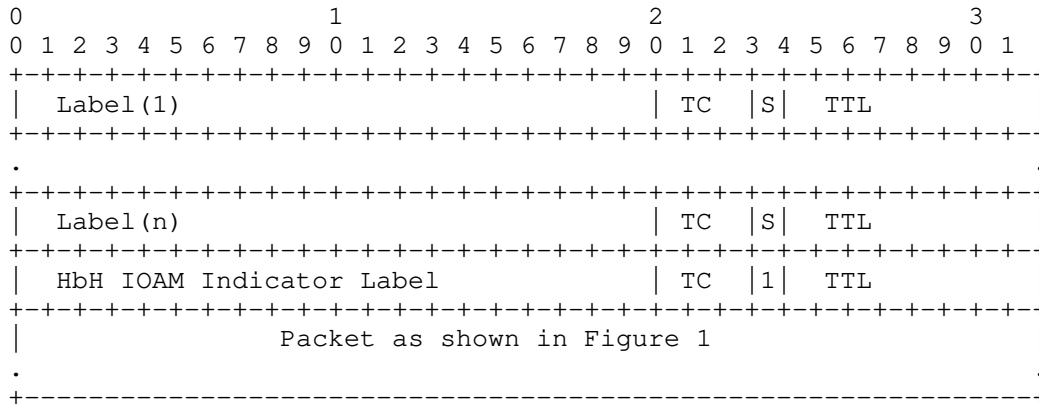 0                   1                   2                   3
0 1 2 3 4 5 6 7 8 9 0 1 2 3 4 5 6 7 8 9 0 1 2 3 4 5 6 7 8 9 0 1
+-+-+-+-+-+-+-+-+-+-+-+-+-+-+-+-+-+-+-+-+-+-+-+-+-+-+-+-+-+-+-+--
|  Label(1)                             | TC  |S|  TTL
+-+-+-+-+-+-+-+-+-+-+-+-+-+-+-+-+-+-+-+-+-+-+-+-+-+-+-+-+-+-+-+--
.                                                               .
+-+-+-+-+-+-+-+-+-+-+-+-+-+-+-+-+-+-+-+-+-+-+-+-+-+-+-+-+-+-+-+--
|  Label(n)                             | TC  |S|  TTL
+-+-+-+-+-+-+-+-+-+-+-+-+-+-+-+-+-+-+-+-+-+-+-+-+-+-+-+-+-+-+-+--
|  HbH IOAM Indicator Label             | TC  |1|  TTL
+-+-+-+-+-+-+-+-+-+-+-+-+-+-+-+-+-+-+-+-+-+-+-+-+-+-+-+-+-+-+-+--
|                Packet as shown in Figure 1
.                                                               .
+----------------------------------------------------------------